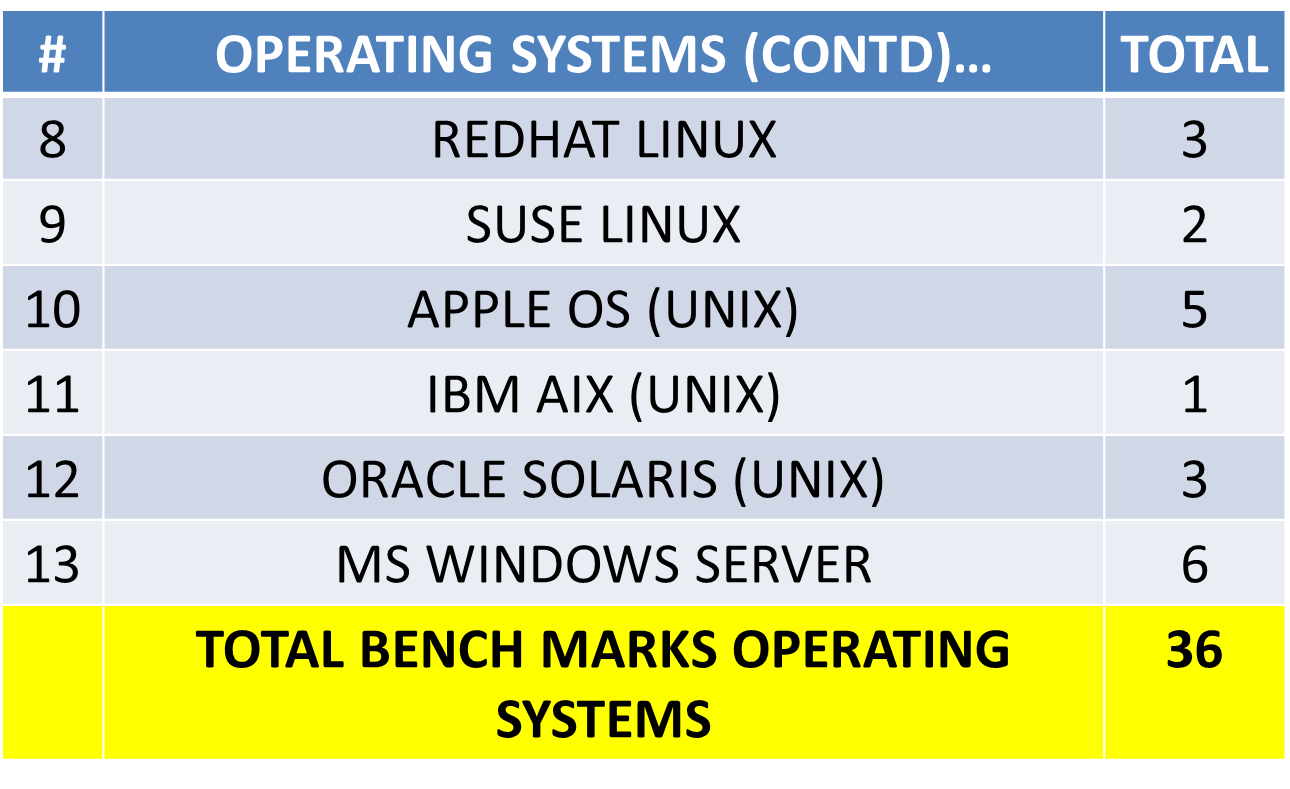 # OPERATING SYSTEMS (CONTD)... TOTAL
8 REDHAT LINUX 3
9 SUSE LINUX 2
10 APPLE OS (UNIX) 5
11 IBM AIX (UNIX) 1
12 ORACLE SOLARIS (UNIX) 3
13 MS WINDOWS SERVER 6
TOTAL BENCH MARKS OPERATING 36
SYSTEMS